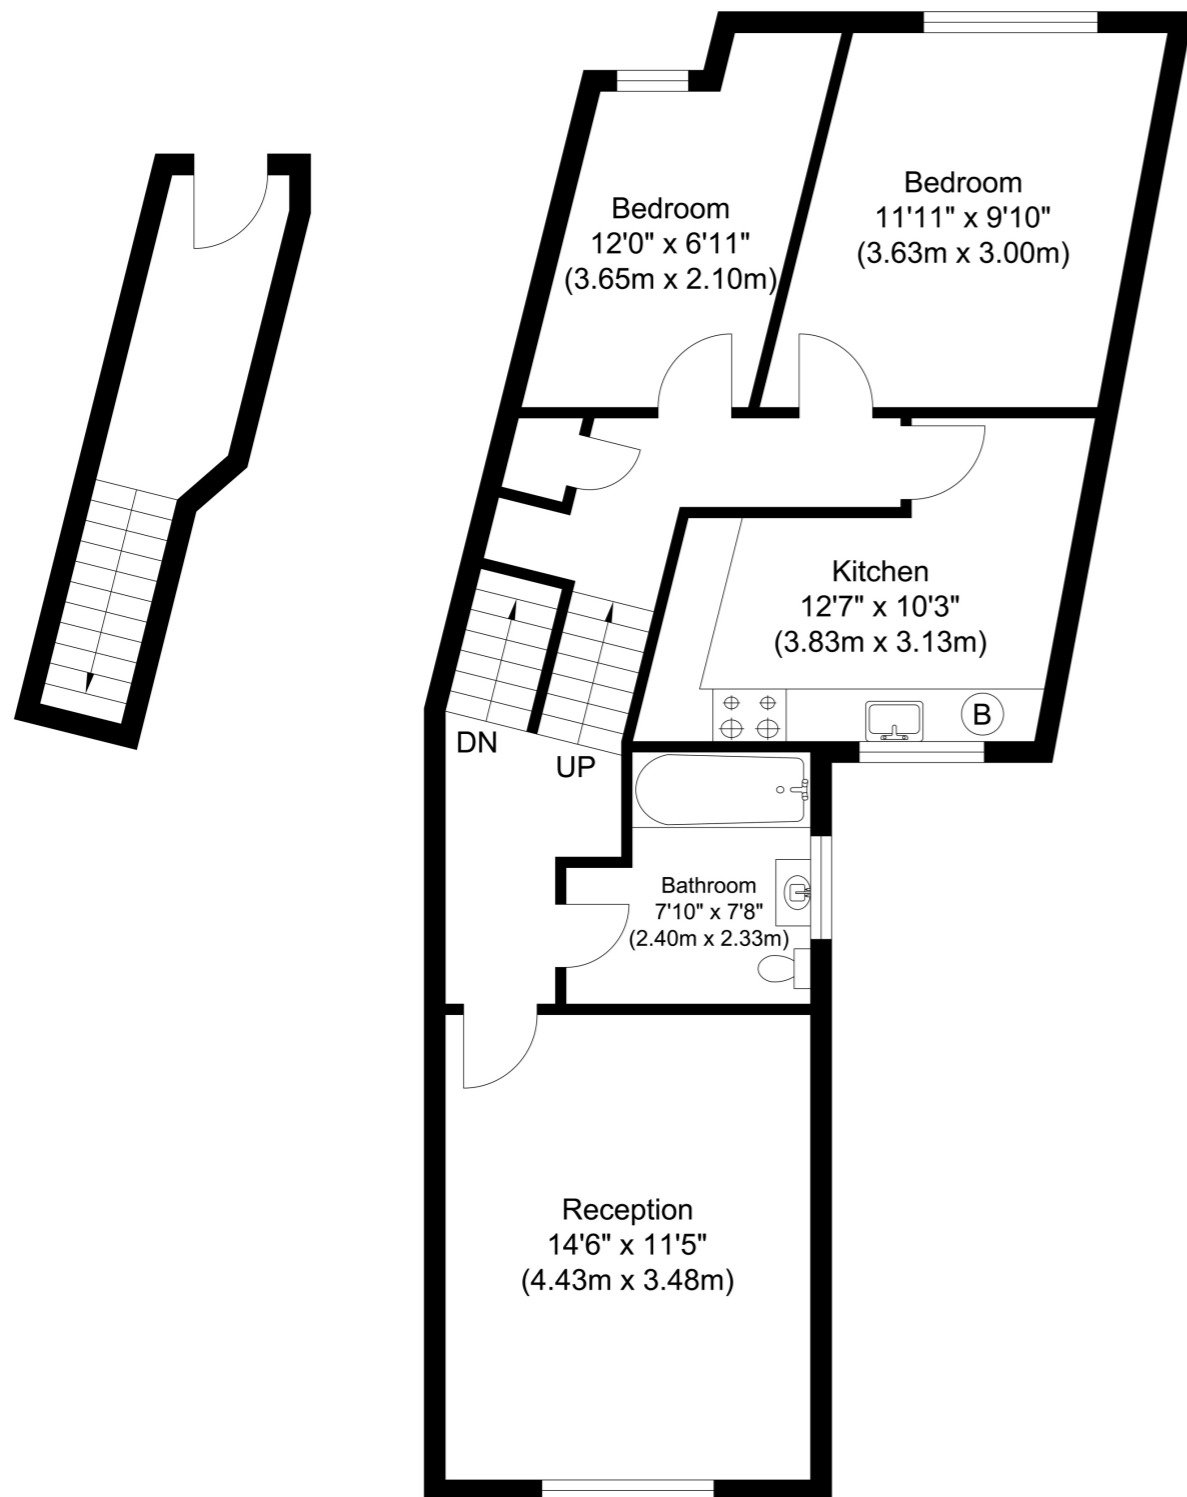 Bedroom
12'0" x 6'11"
(3.65m x 2.10m)
Bedroom
11'11" x 9'10"
(3.63m x 3.00m)
Kitchen
12'7" x 10'3"
(3.83m x 3.13m)
B
DN
UP
Bathroom
7'10" x 7'8"
(2.40m x 2.33m)
Reception
14'6" x 11'5"
(4.43m x 3.48m)